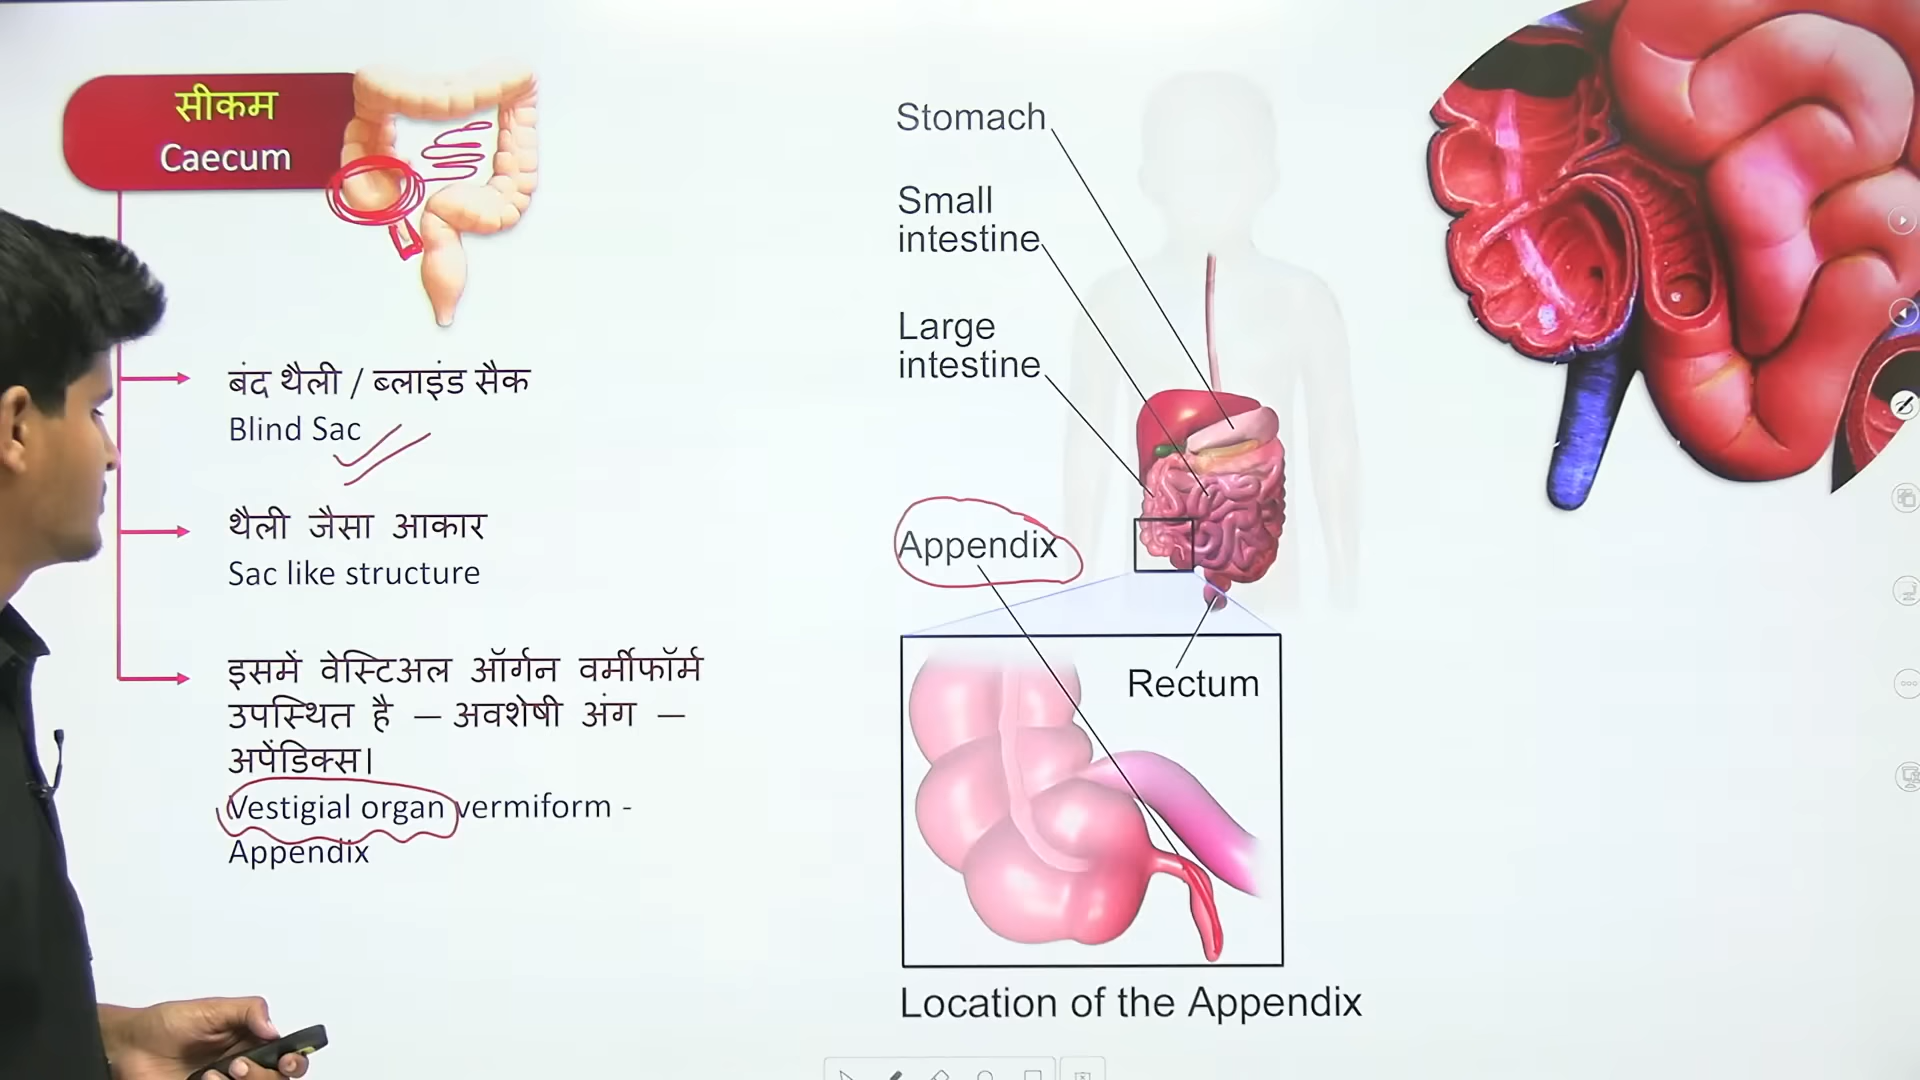 सीकम
Caecum
बंद थैली / ब्लाइंड सैक
Blind Sac
थैली जैसा आकार
Sac like structure
इसमें वेस्टिअल ऑर्गन वर्मीफॉर्म
उपस्थित है – अवशेषी अंग –
अपेंडिक्स।
Vestigial organ vermiform -
Appendix
Stomach
Small
intestine
Large
intestine
Appendix
Rectum
Location of the Appendix